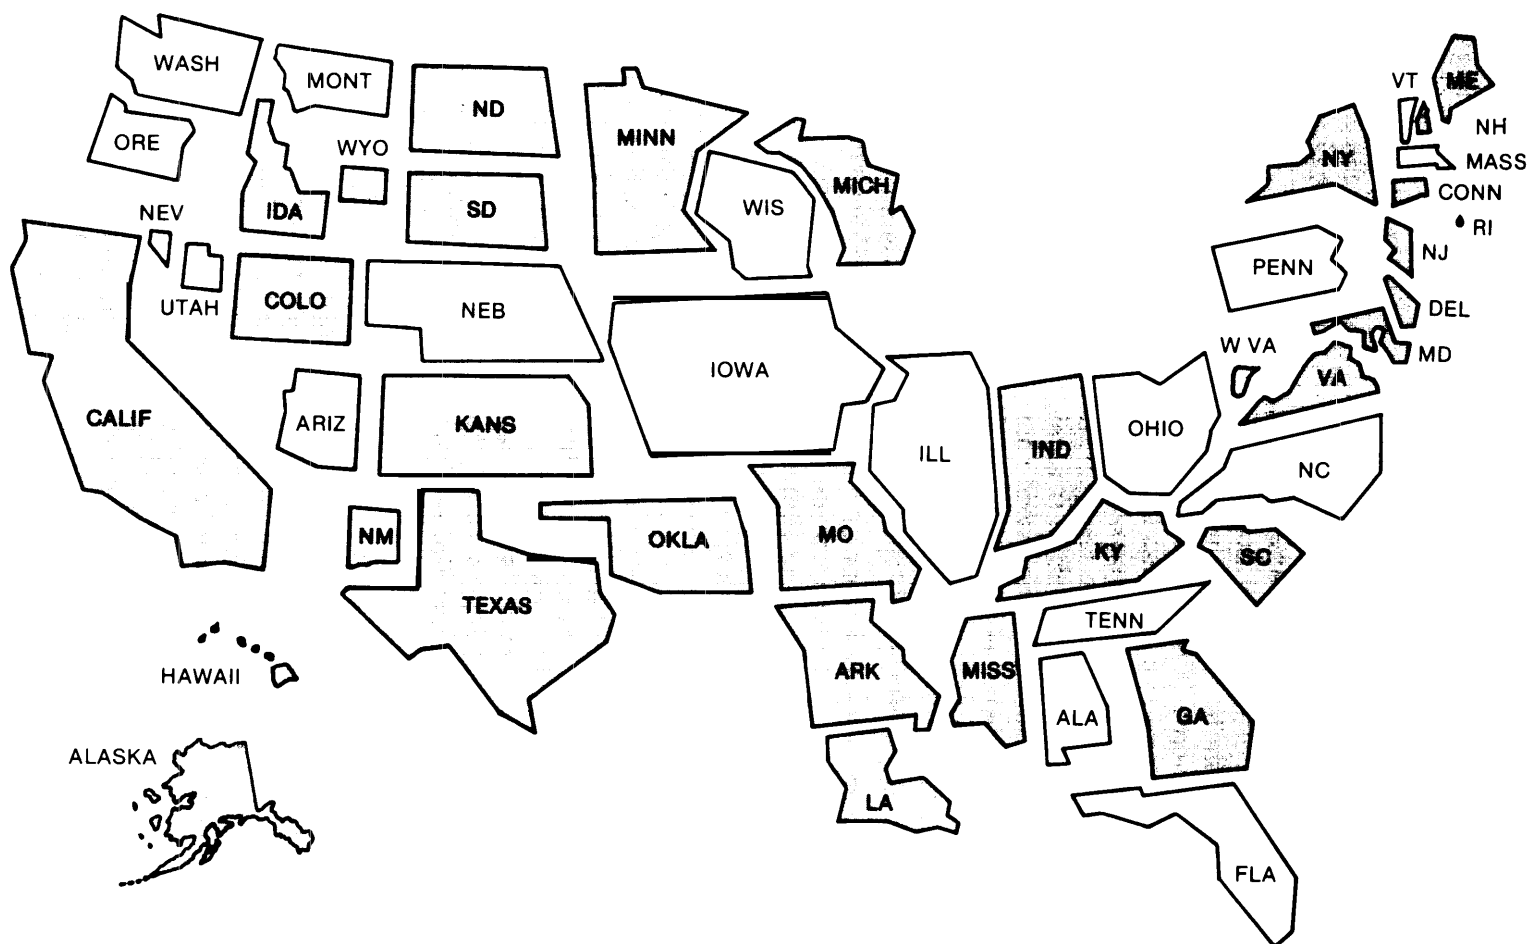 WASH
MONT
ND
MINN
VT
ME
ORE
WYO
NH
NY
MASS
MICH
CONN
NEV
IDA
SD
WIS
RI
NJ
UTAH
COLO
NEB
PENN
DEL
W VA
MD
IOWA
VA
CALIF
ARIZ
KANS
OHIO
ILL
IND
NC
NM
OKLA
MO
KY
SC
TEXAS
TENN
HAWAII
ARK
MISS
ALA
GA
ALASKA
LA
FLA